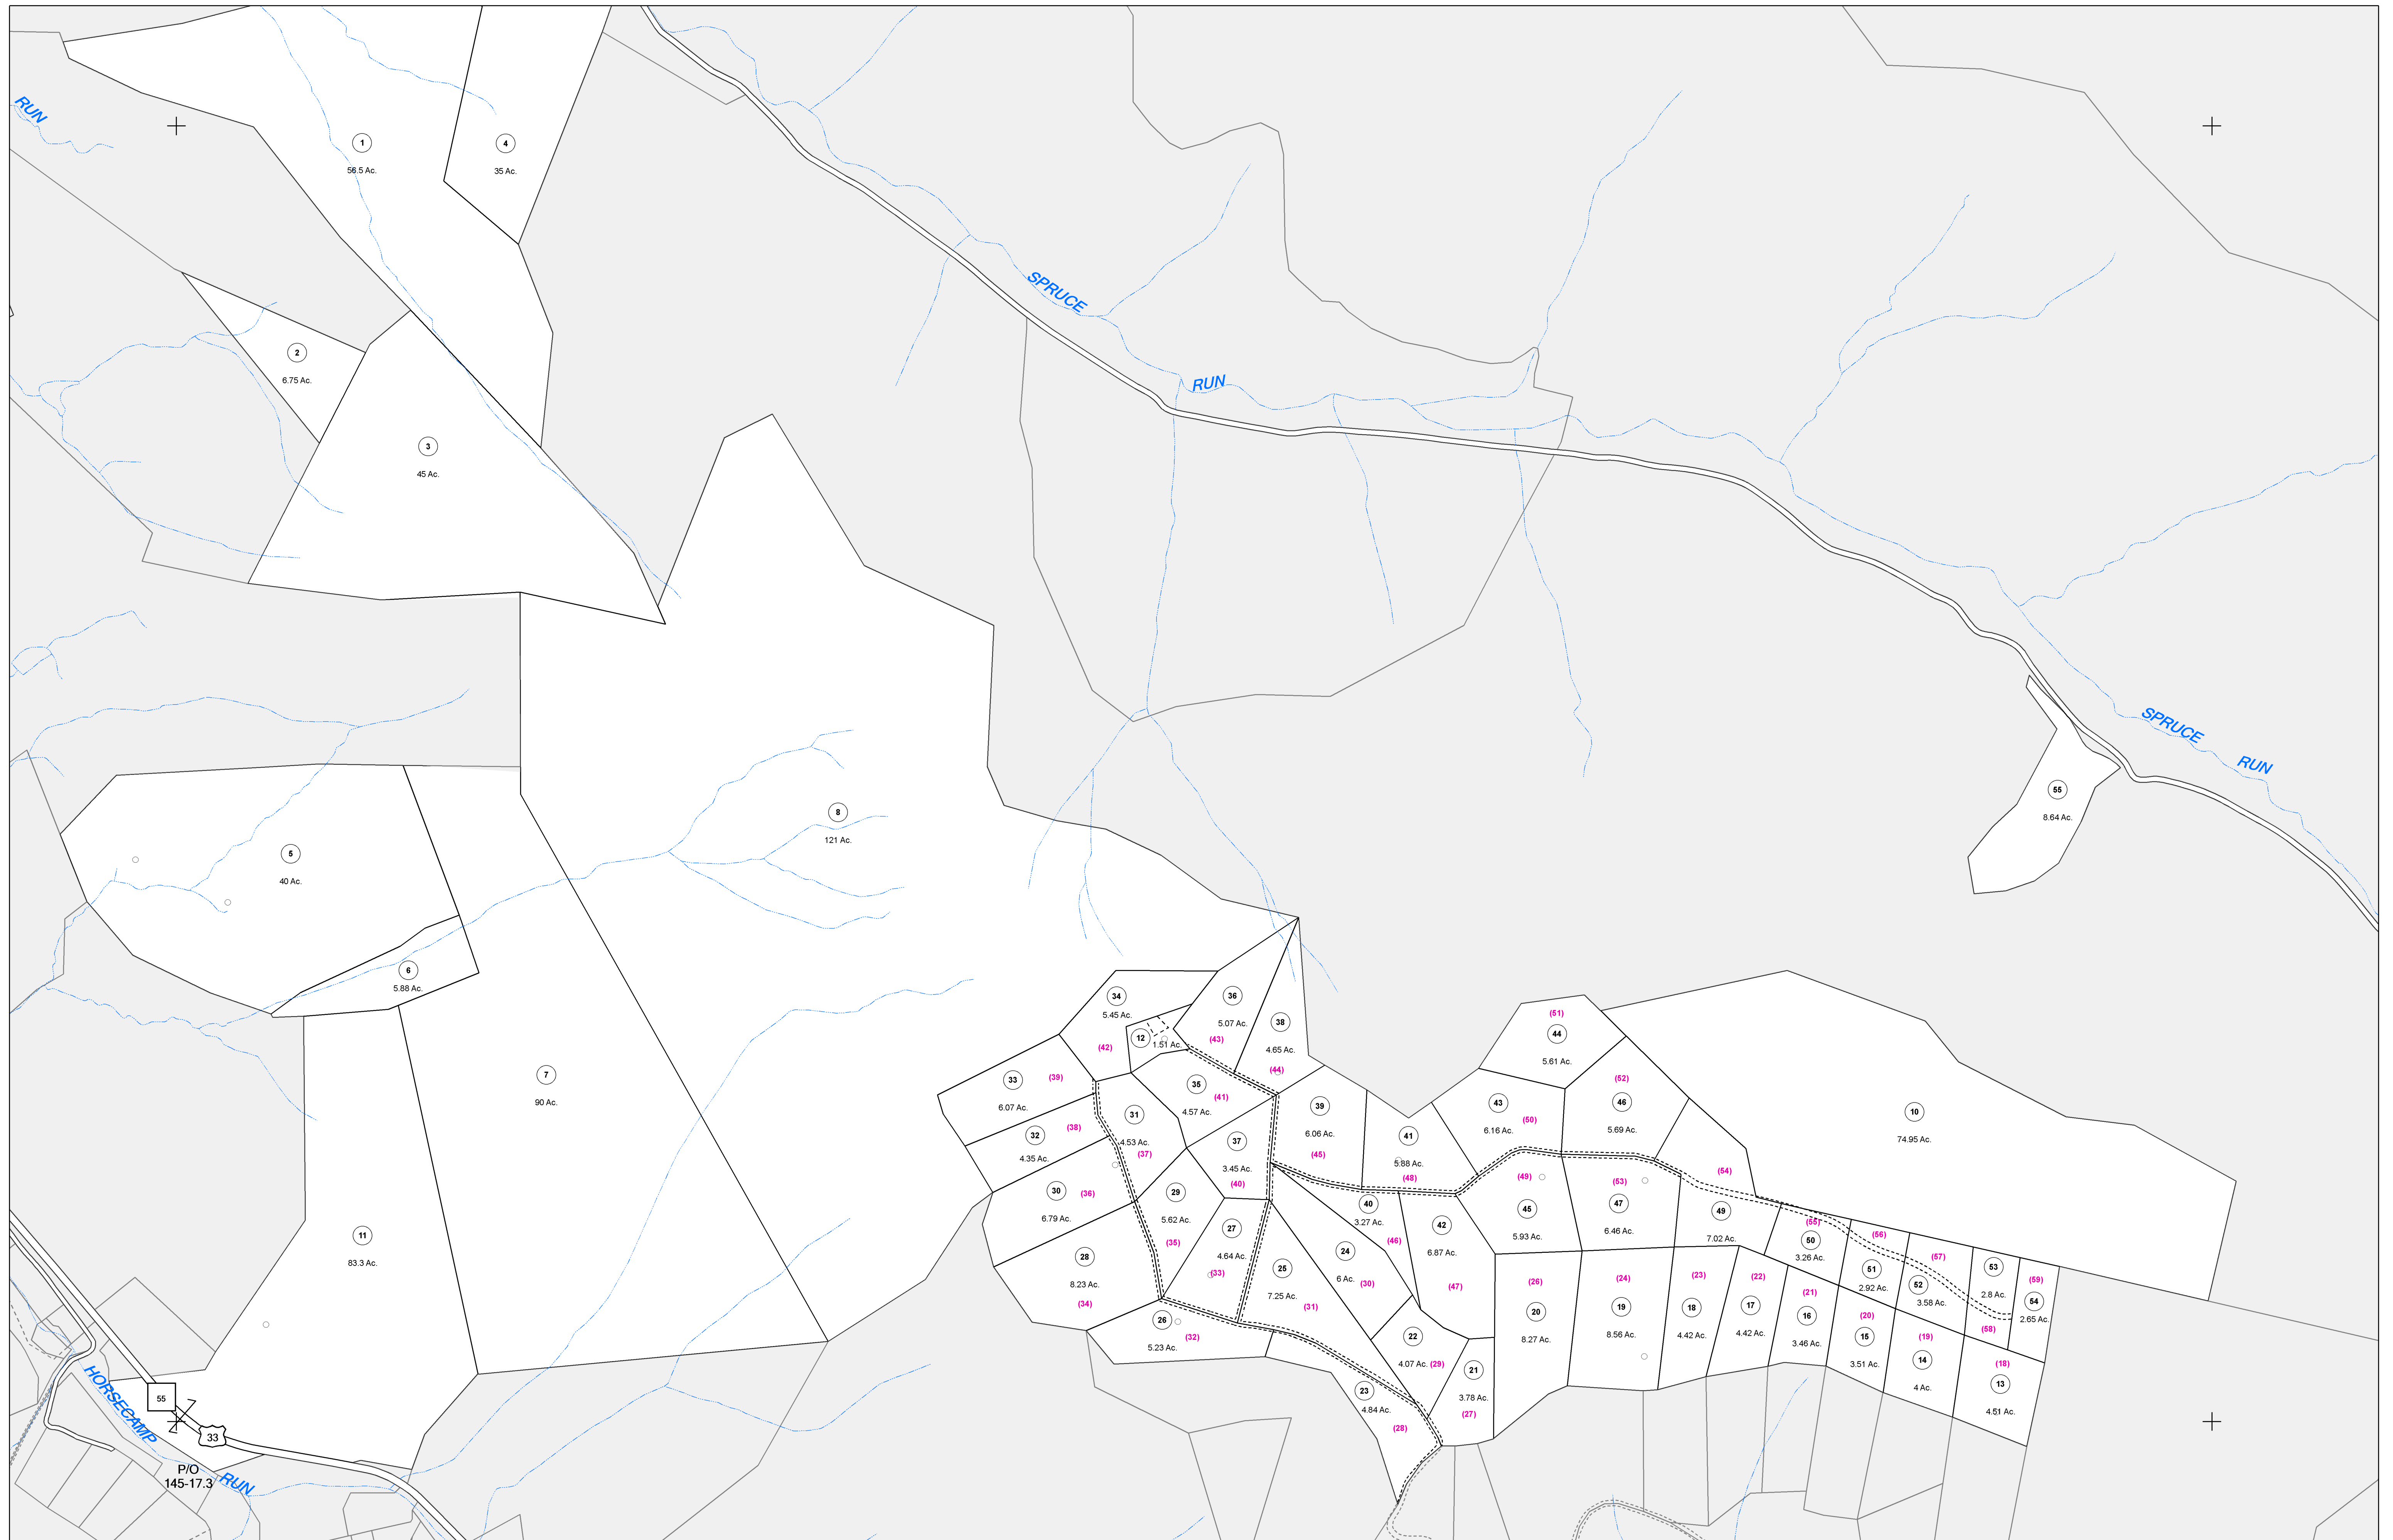 RUN
1
56.5 Ac.
4
35 Ac.
SPRUCE
RUN
2
6.75 Ac.
3
45 Ac.
SPRUCE
RUN
55
8.64 Ac.
8
121 Ac.
5
40 Ac.
6
5.88 Ac.
7
90 Ac.
11
83.3 Ac.
10
74.95 Ac.
34
5.45 Ac.
(42)
12
1.51 Ac.
36
5.07 Ac.
(43)
38
4.65 Ac.
(44)
33
(39)
6.07 Ac.
35
(41)
4.57 Ac.
31
4.53 Ac.
(37)
32
(38)
4.35 Ac.
37
3.45 Ac.
(40)
39
6.06 Ac.
(45)
41
5.88 Ac.
(48)
43
(50)
6.16 Ac.
(51)
44
5.61 Ac.
(52)
46
5.69 Ac.
30
(36)
6.79 Ac.
29
5.62 Ac.
(35)
27
4.64 Ac.
(33)
28
8.23 Ac.
(34)
26
(32)
5.23 Ac.
25
7.25 Ac.
(31)
24
6 Ac.
(30)
40
3.27 Ac.
(46)
42
6.87 Ac.
(47)
(49)
45
5.93 Ac.
(53)
47
6.46 Ac.
(54)
49
7.02 Ac.
(55)
50
3.26 Ac.
(56)
51
2.92 Ac.
(57)
52
3.58 Ac.
53
2.8 Ac.
(58)
(59)
54
2.65 Ac.
22
4.07 Ac.
(29)
21
3.78 Ac.
(27)
23
4.84 Ac.
(28)
(26)
20
8.27 Ac.
(24)
19
8.56 Ac.
(23)
18
4.42 Ac.
(22)
17
4.42 Ac.
(21)
16
3.46 Ac.
(20)
15
3.51 Ac.
(19)
14
4 Ac.
(18)
13
4.51 Ac.
55
33
HORSECAMP
RUN
P/O
145-17.3